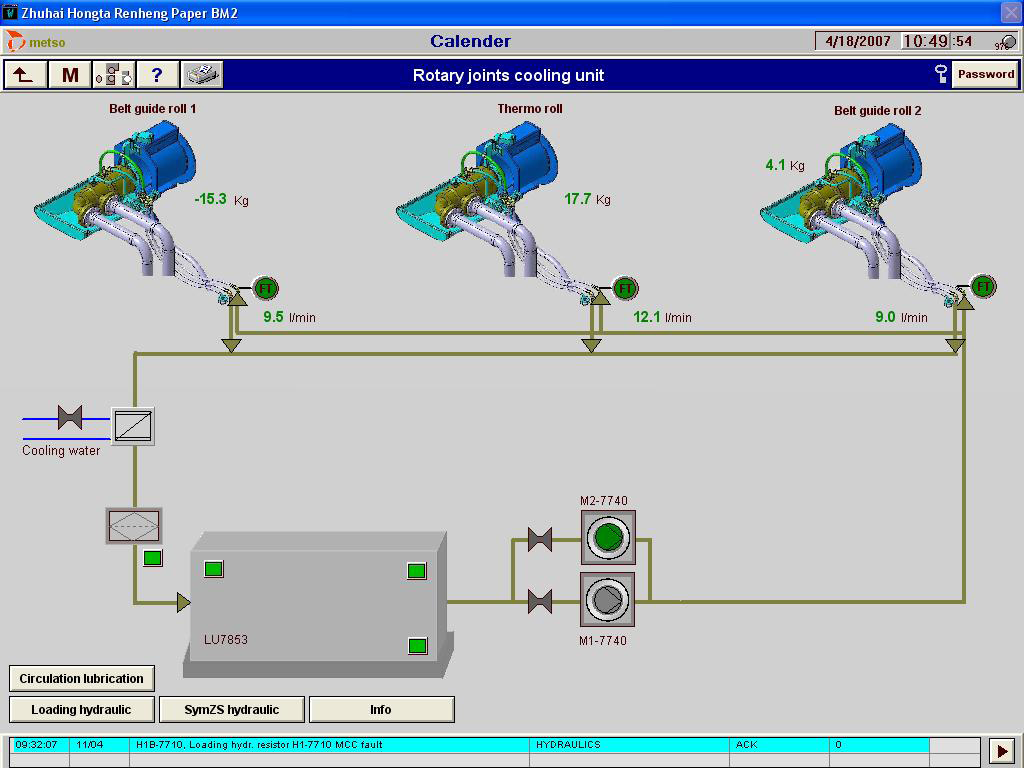 Zhuhai Hongta Renheng Paper BM2
metso
Calender
4/18/2007 10:49:54
M
?
Rotary joints cooling unit
Password
Belt guide roll 1
Thermo roll
Belt guide roll 2
-15.3 Kg
17.7 Kg
4.1 Kg
FT
FT
FT
9.5 l/min
12.1 l/min
9.0 l/min
Cooling water
M2-7740
LU7853
M1-7740
Circulation lubrication
Loading hydraulic
SymZS hydraulic
Info
09:32:07 11/04 H1B-7710, Loading hydr. resistor H1-7710 MCC fault HYDRAULICS ACK 0